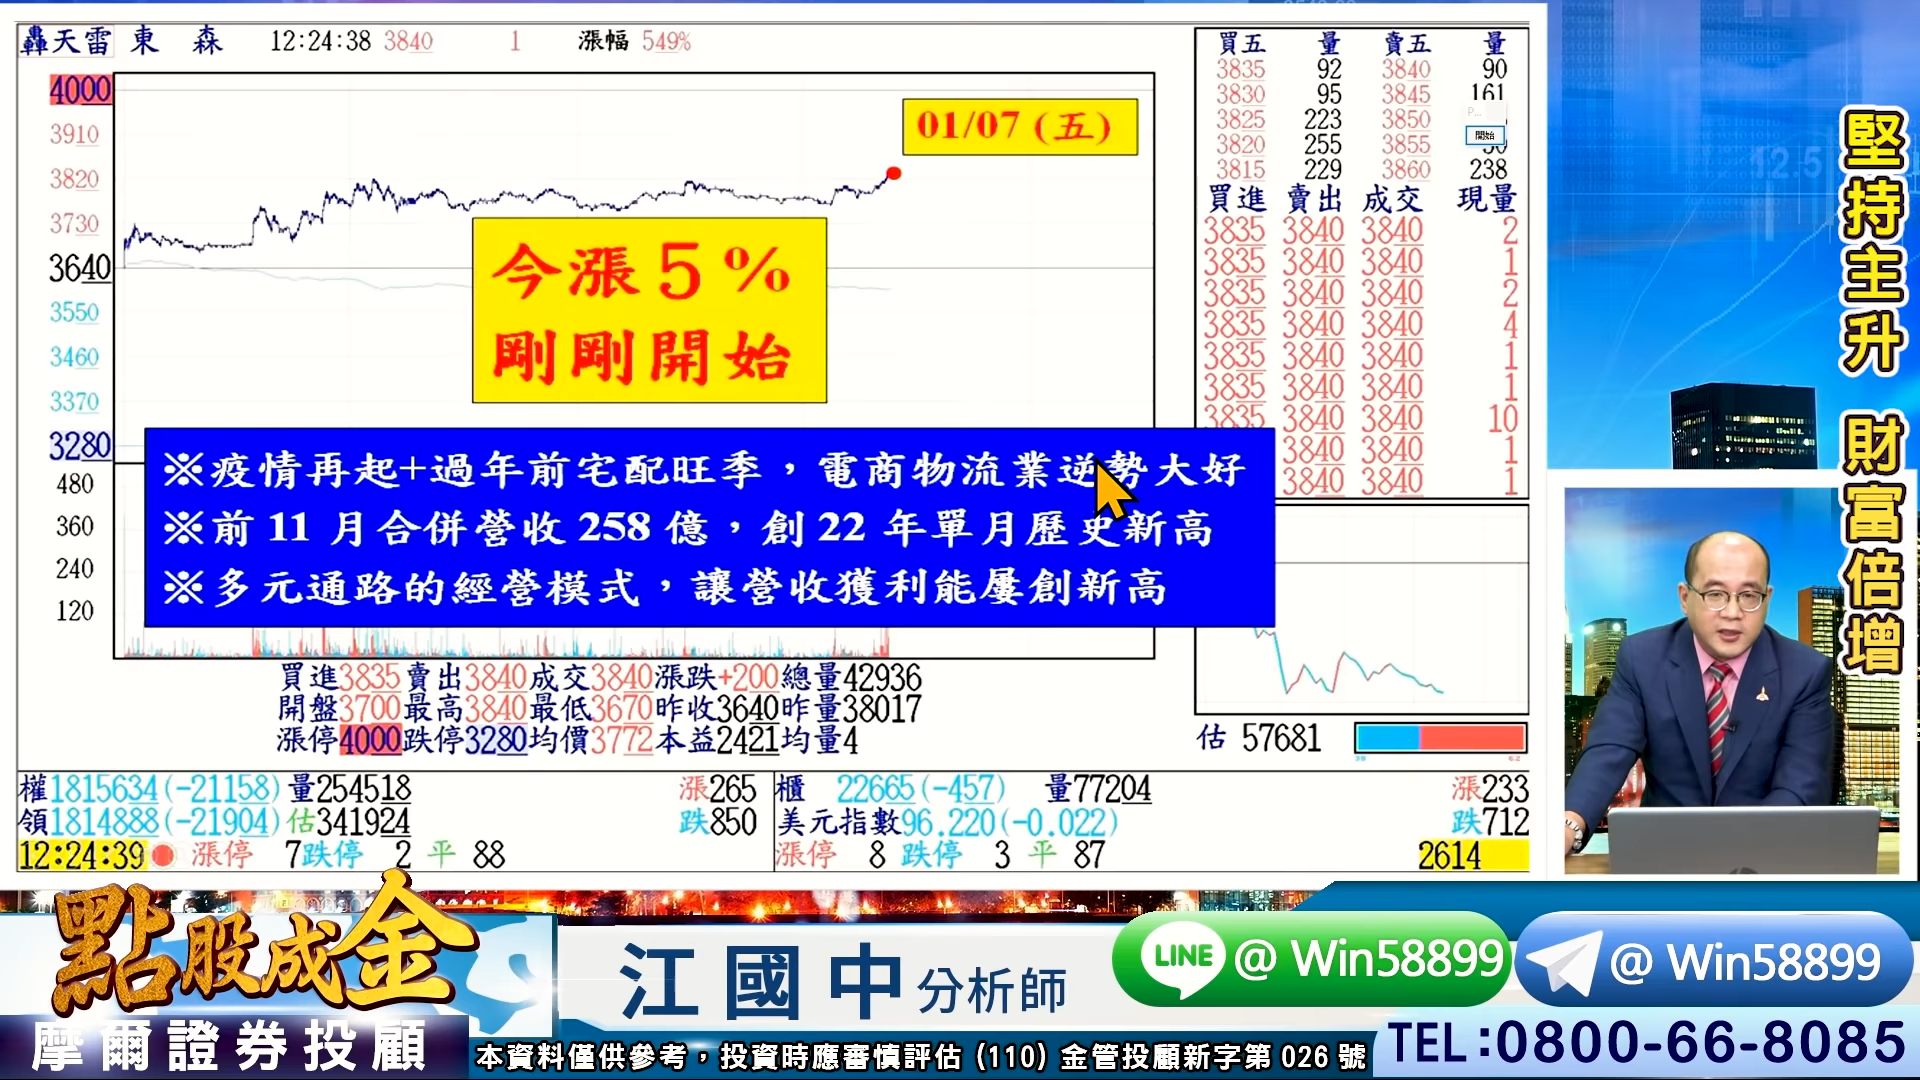 轟天雷 東 森 12:24:38 3840 1 漲幅 549%
4000
3910
3820
3730
3640
3550
3460
3370
3280
480
360
240
120
01/07 (五)
今漲5%
剛剛開始
※疫情再起+過年前宅配旺季，電商物流業逆勢大好
※前 11 月合併營收 258 億，創 22 年單月歷史新高
※多元通路的經營模式，讓營收獲利能屢創新高
買五 量 賣五 量
3835 92 3840 90
3830 95 3845 161
3825 223 3850
3820 255 3855
3815 229 3860 238
開始
買進 賣出 成交 現量
3835 3840 3840 2
3835 3840 3840 1
3835 3840 3840 2
3835 3840 3840 4
3835 3840 3840 1
3835 3840 3840 1
3835 3840 3840 10
3840 3840 1
3840 3840 1
估 57681
買進3835賣出3840成交3840漲跌+200總量42936
開盤3700最高3840最低3670昨收3640昨量38017
漲停4000跌停3280均價3772本益2421均量4
權1815634(-21158) 量254518 漲265
領1814888(-21904) 估341924 跌850
12:24:39 漲停 7跌停 2 平 88
櫃 22665(-457) 量77204 漲233
美元指數96.220(-0.022) 跌712
漲停 8 跌停 3 平 87 2614
堅持主升 財富倍增
點股成金
摩爾證券投顧
江國中分析師
LINE @ Win58899
@ Win58899
TEL:0800-66-8085
本資料僅供參考，投資時應審慎評估 (110) 金管投顧新字第 026 號